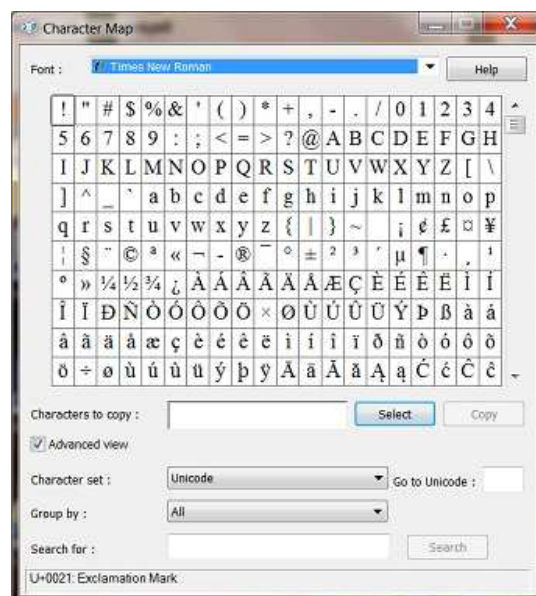 Character Map
Font : Times New Roman Help
! " # $ % & ' ( ) * + , - . / 0 1 2 3 4
5 6 7 8 9 : ; < = > ? @ A B C D E F G H
I J K L M N O P Q R S T U V W X Y Z [ \
] ^ _ ` a b c d e f g h i j k l m n o p
q r s t u v w x y z { | } ~ ¡ ¢ £ ¤ ¥
¦ § ¨ © ª « ¬ - ® ¯ ° ± ² ³ ´ µ ¶ · ¸ ¹
º » ¼ ½ ¾ ¿ À Á Â Ã Ä Å Æ Ç È É Ê Ë Ì Í
Î Ï Ð Ñ Ò Ó Ô Õ Ö × Ø Ù Ú Û Ü Ý Þ ß à á
â ã ä å æ ç è é ê ë ì í î ï ð ñ ò ó ô õ
ö ÷ ø ù ú û ü ý þ ÿ Ā ā Ă ă Ą ą Ć ć Ĉ ĉ
Characters to copy : Select Copy
Advanced view
Character set : Unicode Go to Unicode :
Group by : All
Search for : Search
U+0021: Exclamation Mark